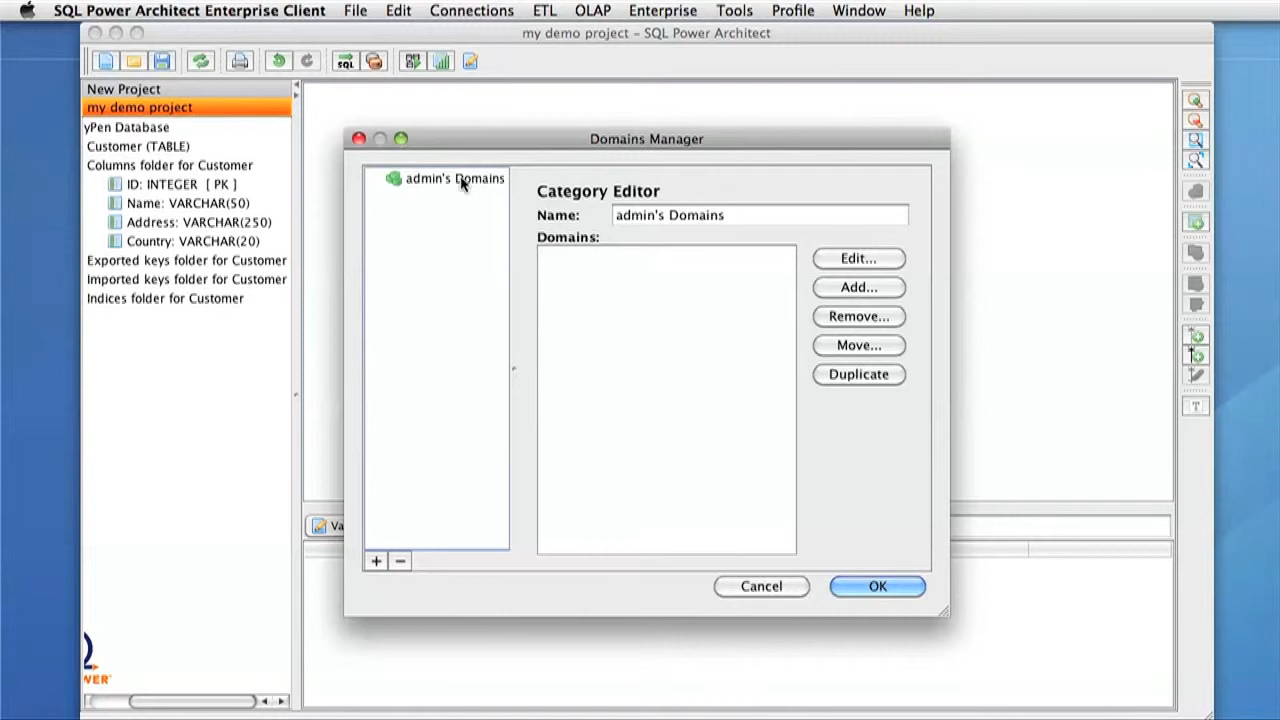 SQL Power Architect Enterprise Client File Edit Connections ETL OLAP Enterprise Tools Profile Window Help
my demo project – SQL Power Architect
SQL
New Project
my demo project
yPen Database
Customer (TABLE)
Columns folder for Customer
ID: INTEGER [ PK ]
Name: VARCHAR(50)
Address: VARCHAR(250)
Country: VARCHAR(20)
Exported keys folder for Customer
Imported keys folder for Customer
Indices folder for Customer
Domains Manager
admin's Domains
Category Editor
Name: admin's Domains
Domains:
Edit...
Add...
Remove...
Move...
Duplicate
+ −
Cancel OK
Va
T
WER